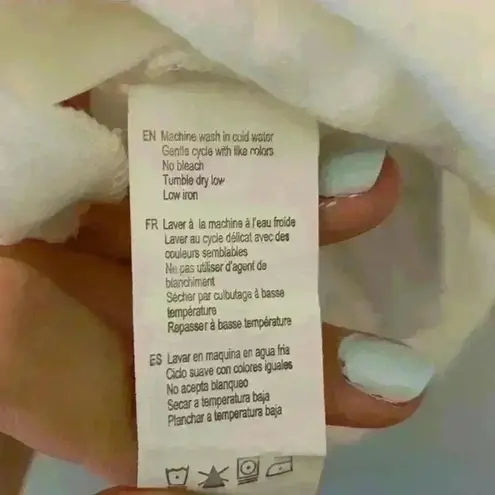 EN Machine wash in cold water
Gentle cycle with like colors
No bleach
Tumble dry low
Low iron
FR Laver à la machine à l'eau froide
Laver au cycle délicat avec des
couleurs semblables
Ne pas utiliser d'agent de
blanchiment
Sécher par culbutage à basse
température
Repasser à basse température
ES Lavar en maquina en agua fria
Ciclo suave con colores iguales
No acepta blanqueo
Secar a temperatura baja
Planchar a temperatura baja